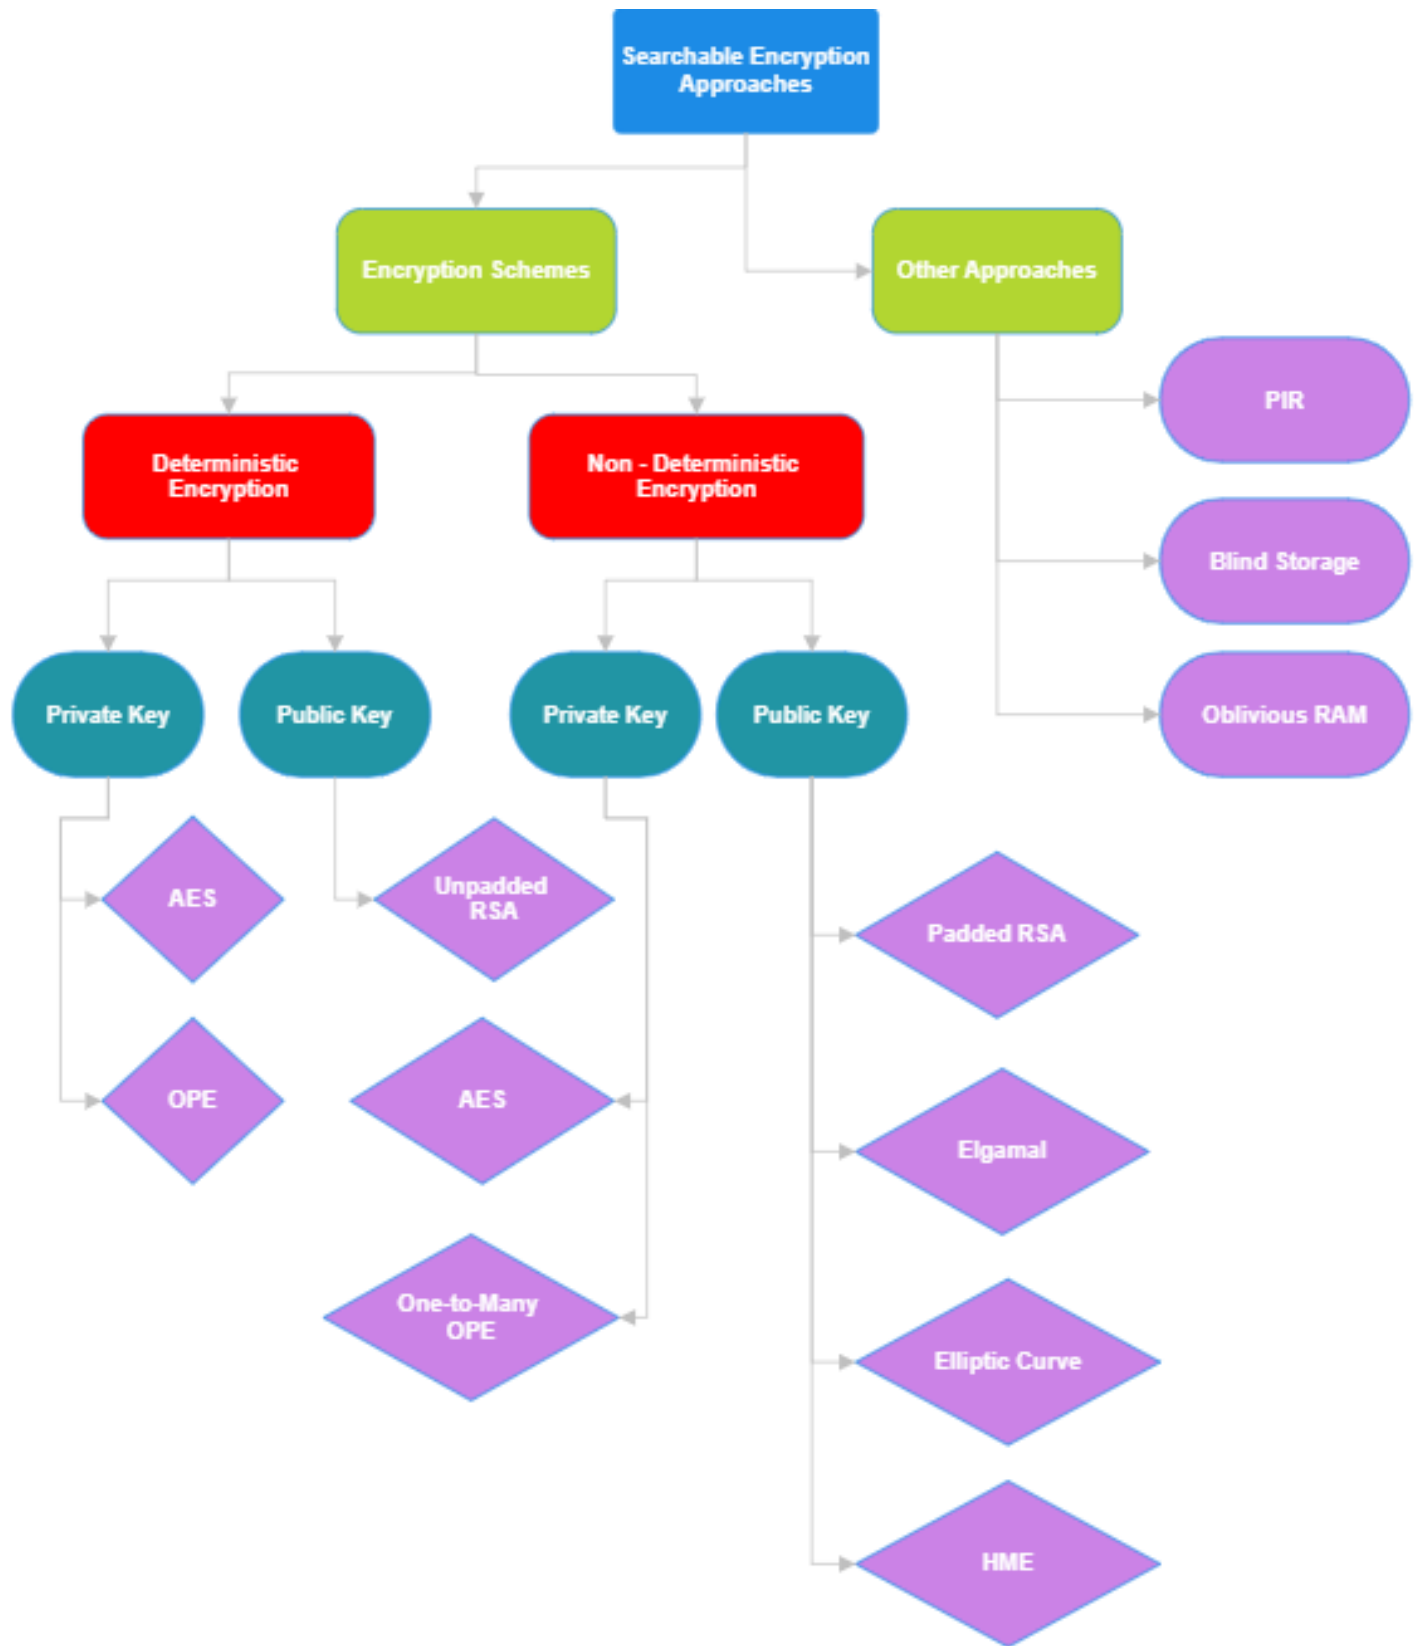 Searchable Encryption
Approaches
Encryption Schemes
Other Approaches
PIR
Deterministic
Encryption
Non - Deterministic
Encryption
Blind Storage
Private Key
Public Key
Private Key
Public Key
Oblivious RAM
AES
Unpadded
RSA
Padded RSA
OPE
AES
Elgamal
One-to-Many
OPE
Elliptic Curve
HME